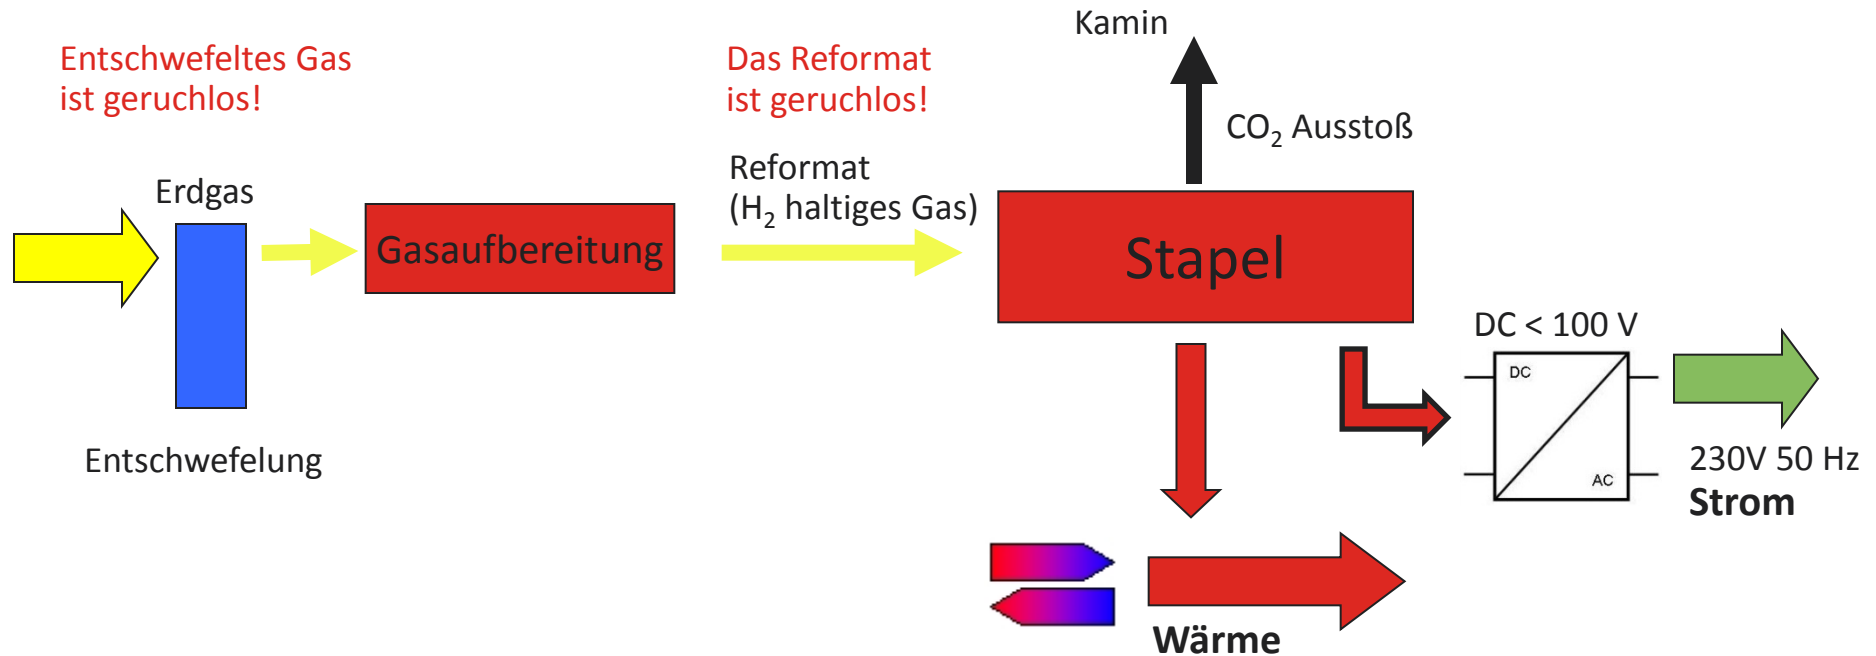 Entschwefeltes Gas
ist geruchlos!
Das Reformat
ist geruchlos!
Kamin
CO₂ Ausstoß
Erdgas
Reformat
(H₂ haltiges Gas)
Gasaufbereitung
Stapel
Entschwefelung
DC < 100 V
DC
AC
230V 50 Hz
Strom
Wärme